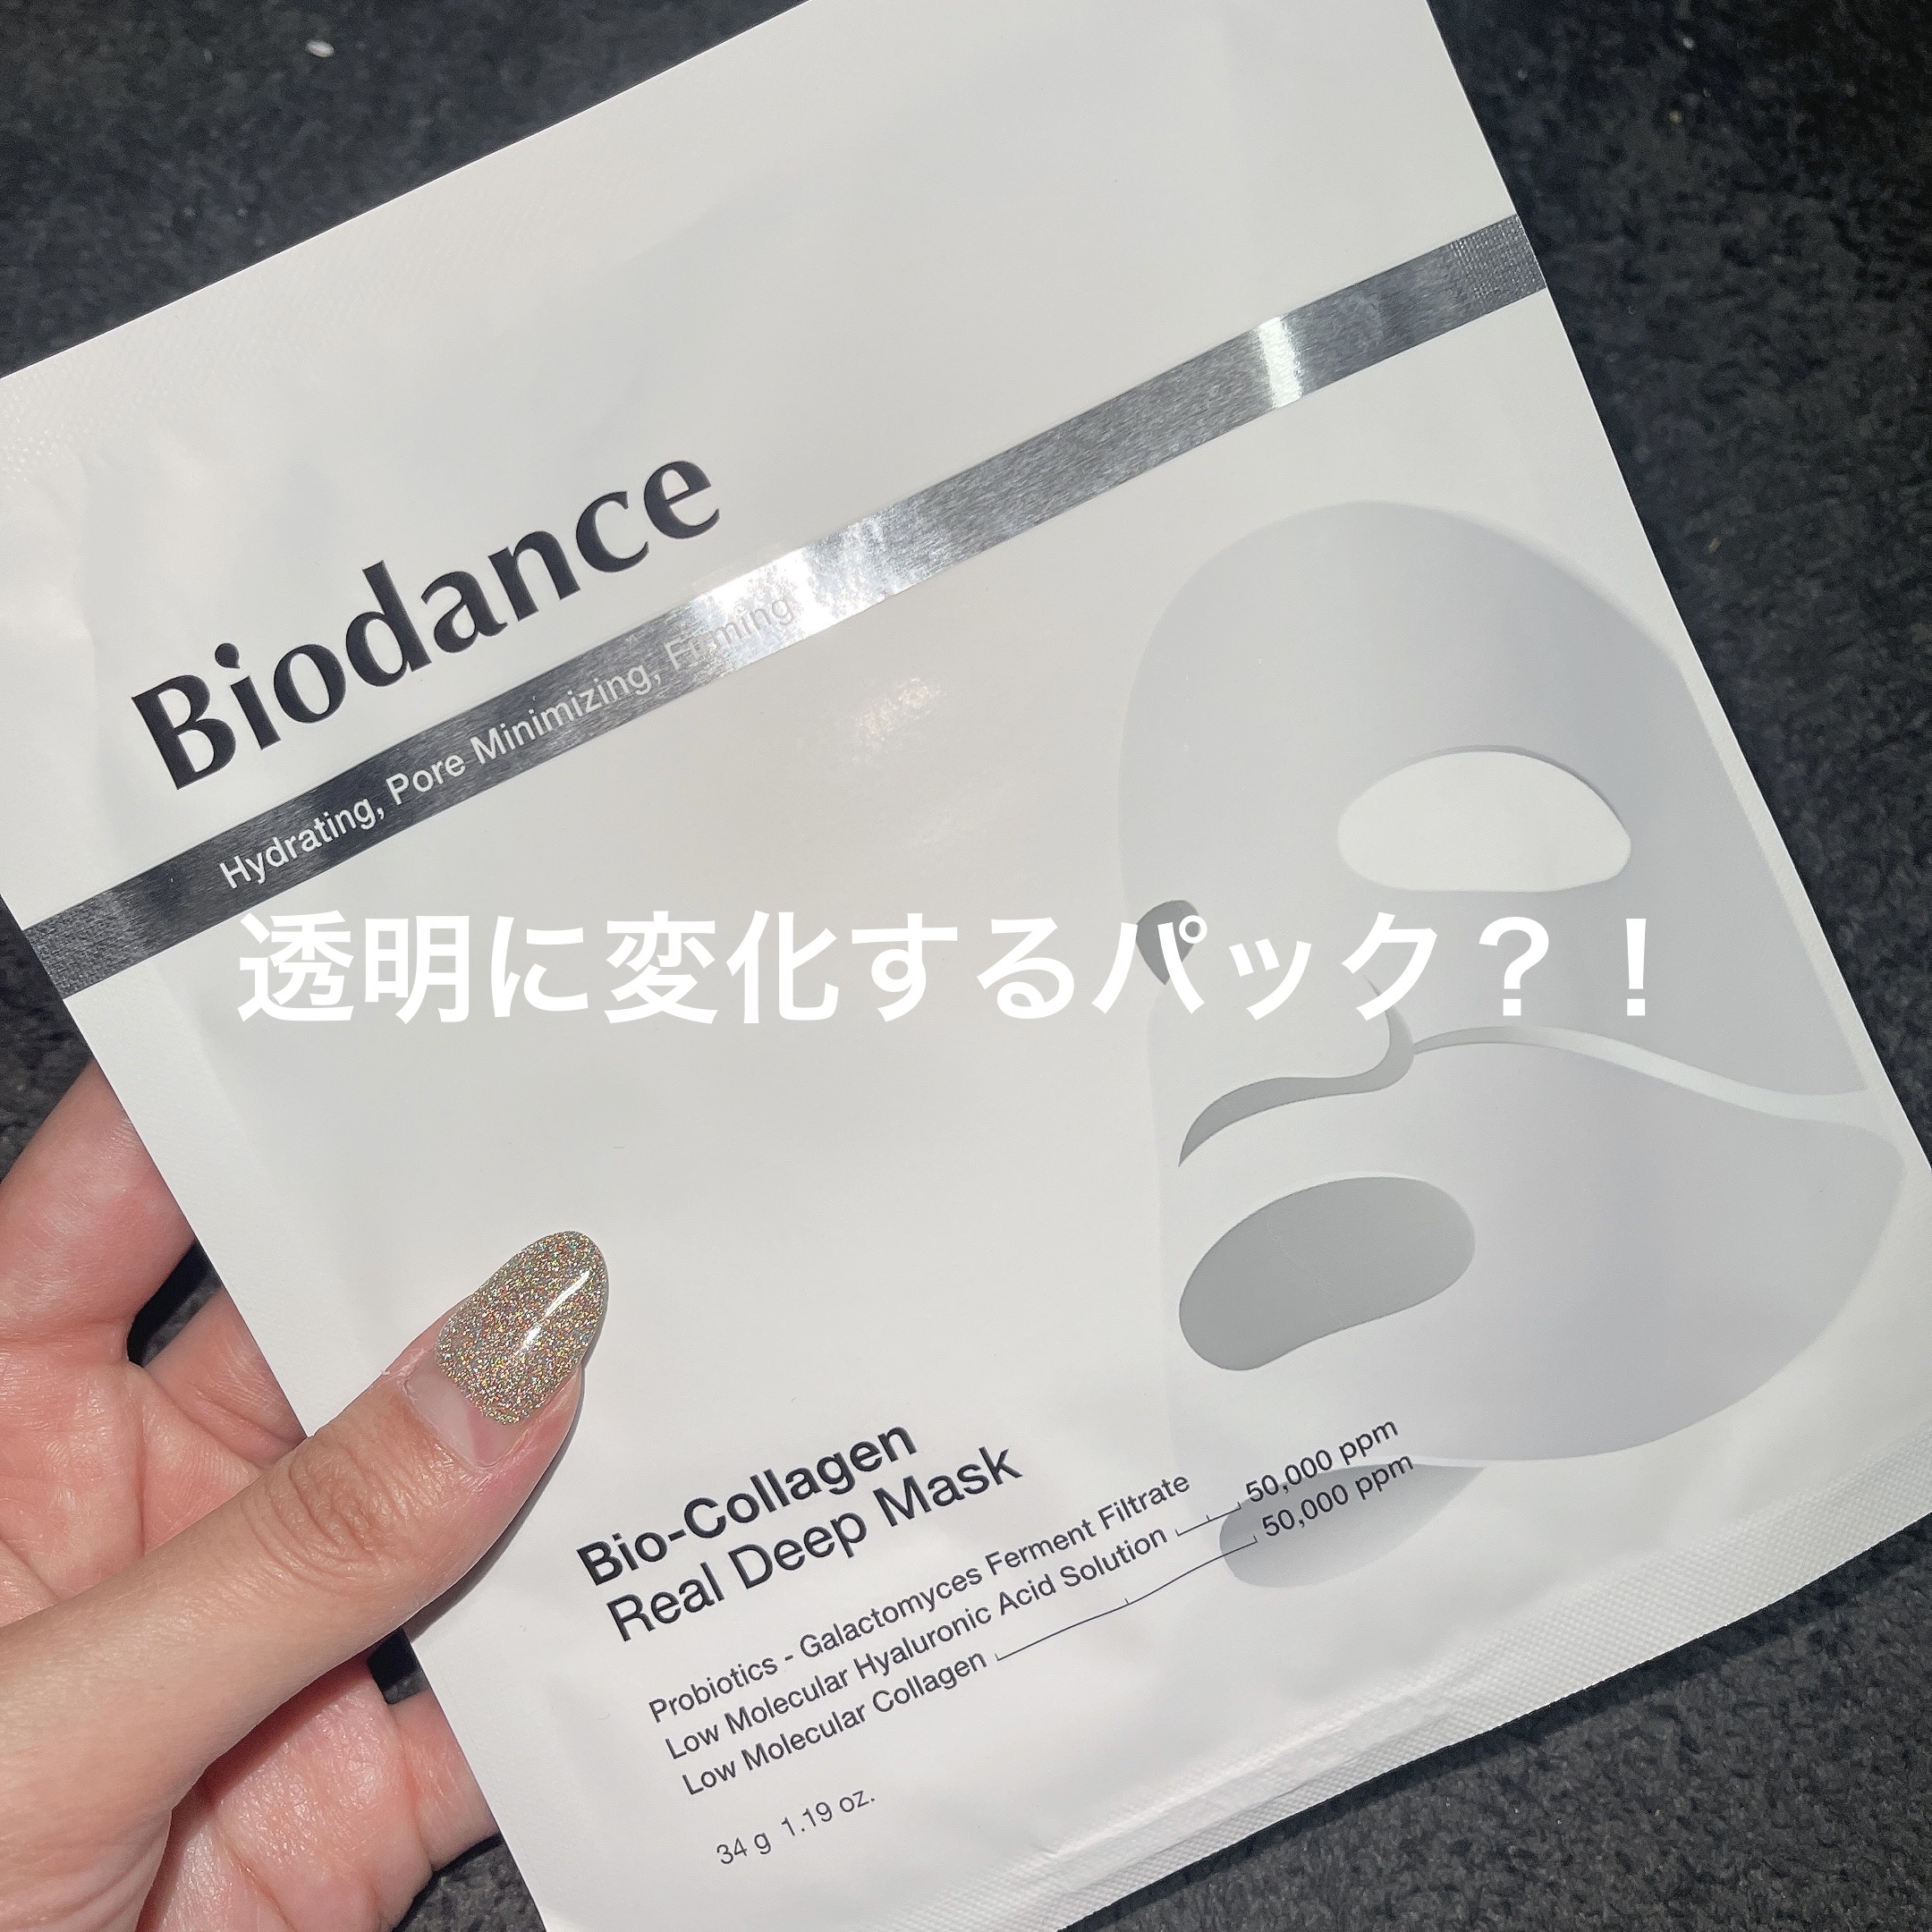 Biodance
Hydrating, Pore Minimizing, Firming
透明に変化するパック？！
Bio-Collagen
Real Deep Mask
Probiotics - Galactomyces Ferment Filtrate
Low Molecular Hyaluronic Acid Solution 50,000 ppm
Low Molecular Collagen 50,000 ppm
34 g 1.19 oz.